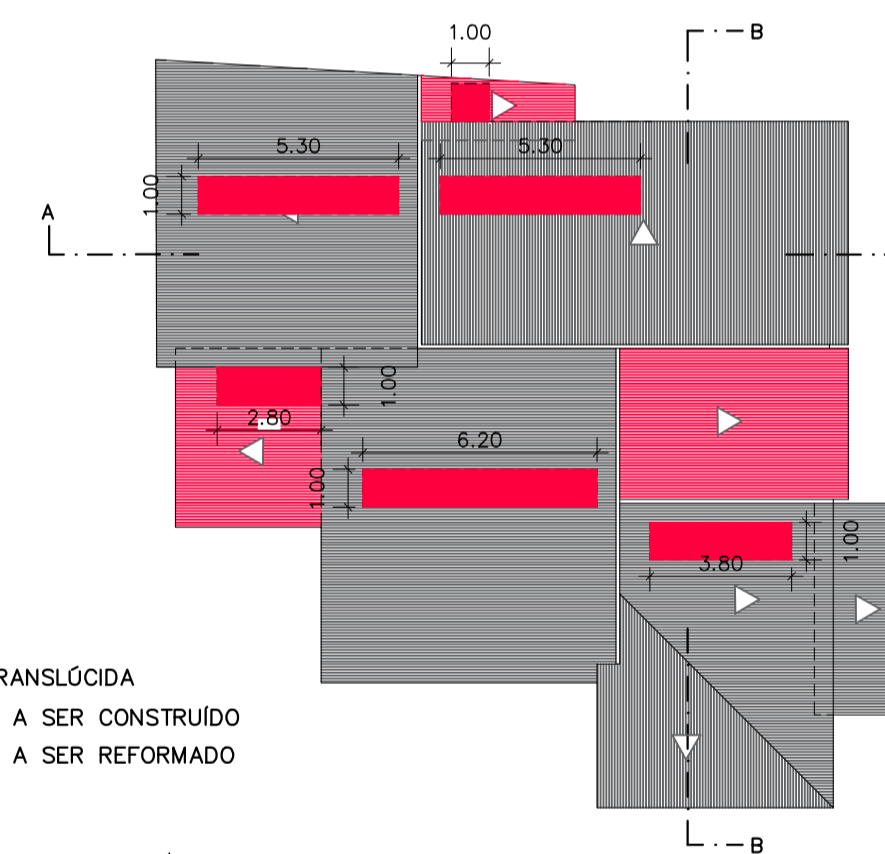 1.00
B
5.30
5.30
1.00
A
1.00
2.80
6.20
1.00
1.00
3.80
RANSLÚCIDA
A SER CONSTRUÍDO
A SER REFORMADO
B